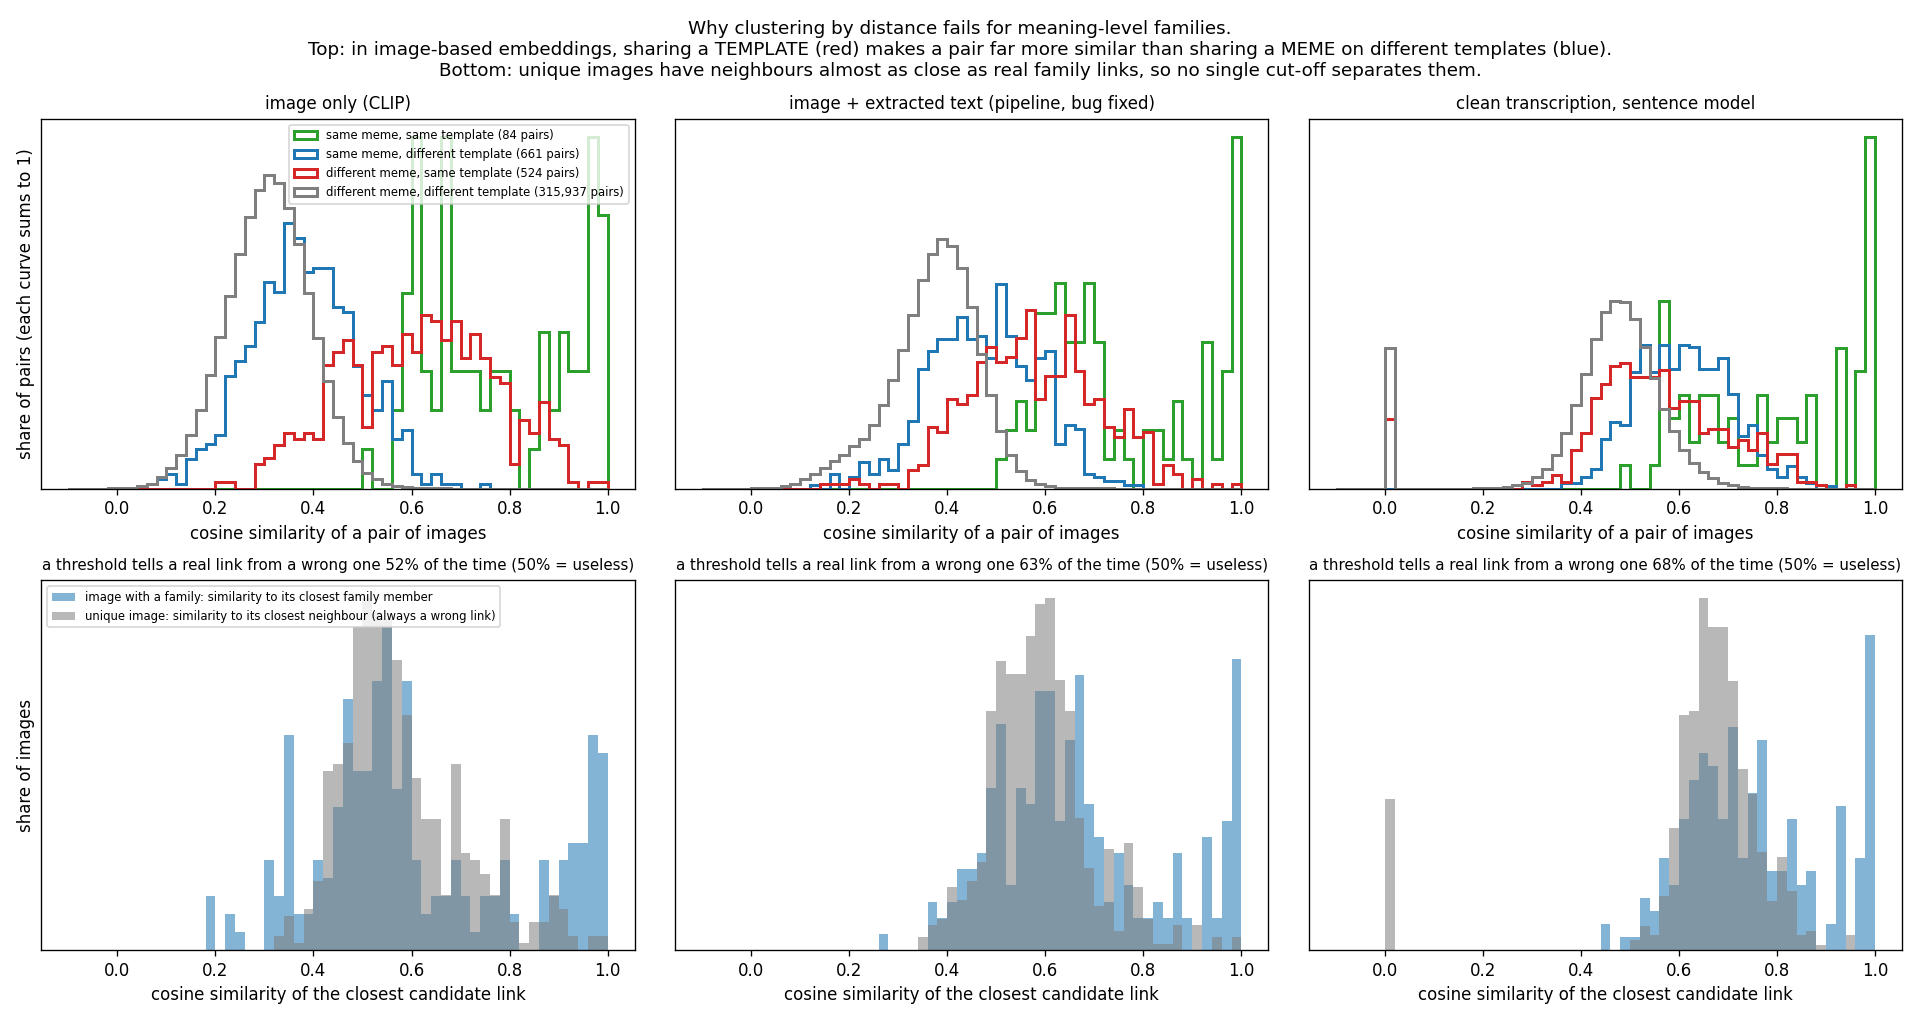 Why clustering by distance fails for meaning-level families.
Top: in image-based embeddings, sharing a TEMPLATE (red) makes a pair far more similar than sharing a MEME on different templates (blue).
Bottom: unique images have neighbours almost as close as real family links, so no single cut-off separates them.
image only (CLIP)
same meme, same template (84 pairs)
same meme, different template (661 pairs)
different meme, same template (524 pairs)
different meme, different template (315,937 pairs)
share of pairs (each curve sums to 1)
0.0 0.2 0.4 0.6 0.8 1.0
cosine similarity of a pair of images
image + extracted text (pipeline, bug fixed)
0.0 0.2 0.4 0.6 0.8 1.0
cosine similarity of a pair of images
clean transcription, sentence model
0.0 0.2 0.4 0.6 0.8 1.0
cosine similarity of a pair of images
a threshold tells a real link from a wrong one 52% of the time (50% = useless)
image with a family: similarity to its closest family member
unique image: similarity to its closest neighbour (always a wrong link)
share of images
0.0 0.2 0.4 0.6 0.8 1.0
cosine similarity of the closest candidate link
a threshold tells a real link from a wrong one 63% of the time (50% = useless)
0.0 0.2 0.4 0.6 0.8 1.0
cosine similarity of the closest candidate link
a threshold tells a real link from a wrong one 68% of the time (50% = useless)
0.0 0.2 0.4 0.6 0.8 1.0
cosine similarity of the closest candidate link